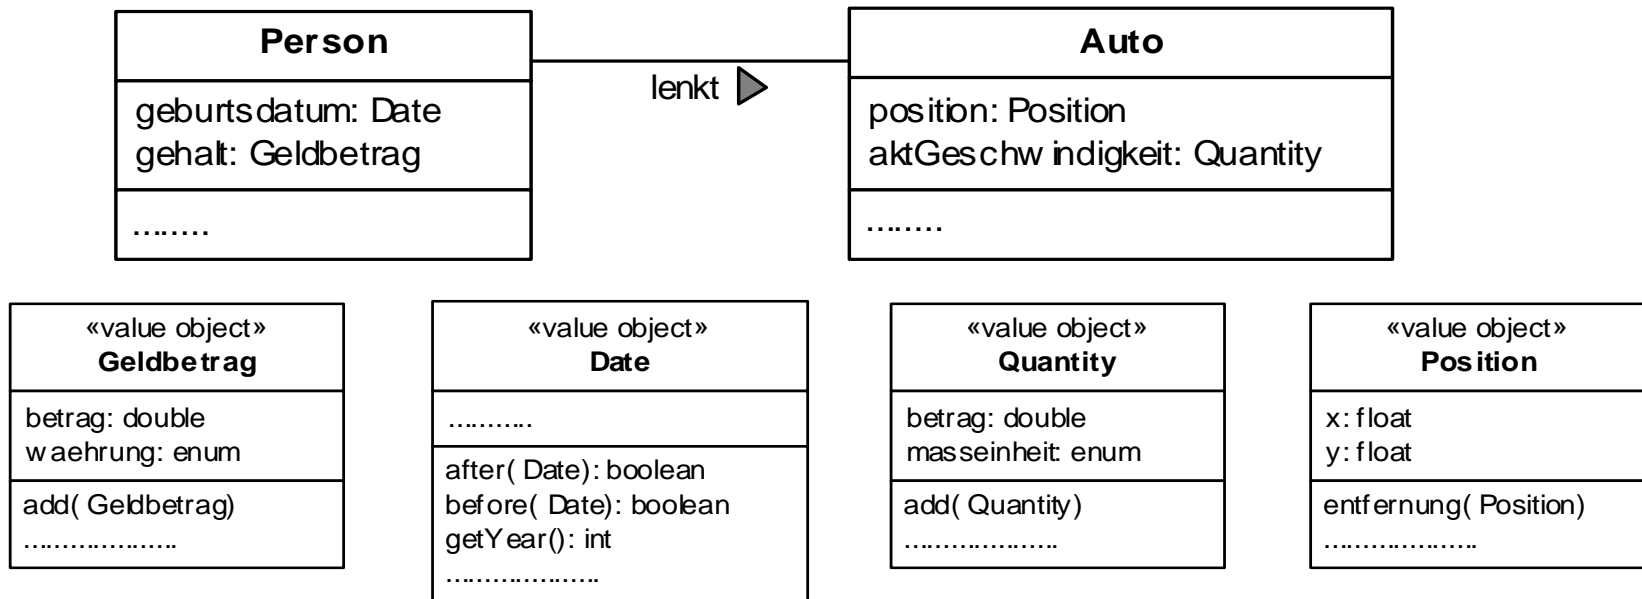 Person
geburtsdatum: Date
gehalt: Geldbetrag
........
lenkt
Auto
position: Position
aktGeschwindigkeit: Quantity
........
«value object»
Geldbetrag
betrag: double
waehrung: enum
add( Geldbetrag)
....................
«value object»
Date
...........
after( Date): boolean
before( Date): boolean
getYear(): int
....................
«value object»
Quantity
betrag: double
masseinheit: enum
add( Quantity)
....................
«value object»
Position
x: float
y: float
entfernung( Position)
....................